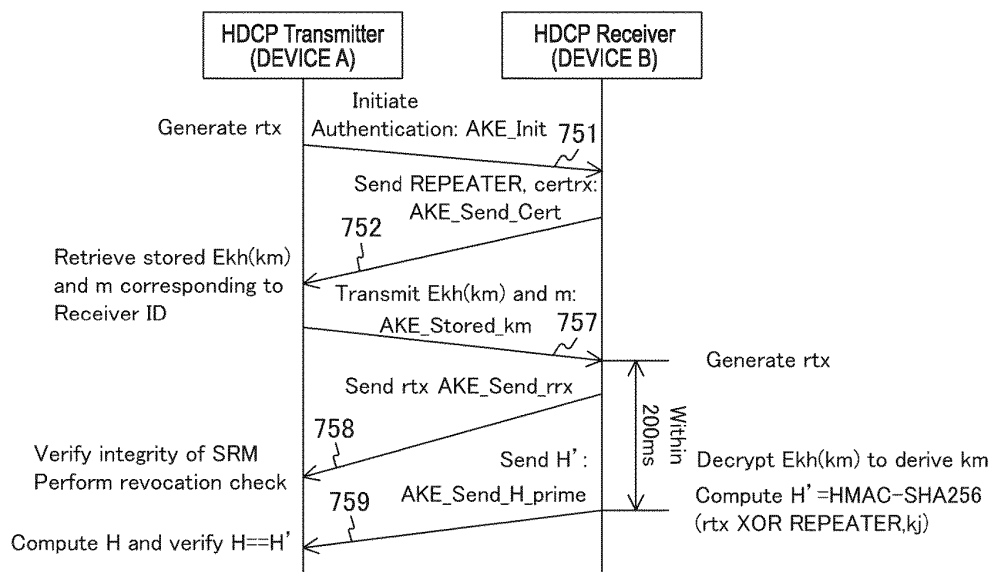 HDCP Transmitter
(DEVICE A)
HDCP Receiver
(DEVICE B)
Generate rtx
Initiate
Authentication: AKE_Init
751
Send REPEATER, certrx:
AKE_Send_Cert
752
Retrieve stored Ekh(km)
and m corresponding to
Receiver ID
Transmit Ekh(km) and m:
AKE_Stored_km
757
Generate rtx
Send rtx AKE_Send_rrx
758
Verify integrity of SRM
Perform revocation check
Within
200ms
Send H':
AKE_Send_H_prime
759
Decrypt Ekh(km) to derive km
Compute H'=HMAC-SHA256
(rtx XOR REPEATER,kj)
Compute H and verify H==H'